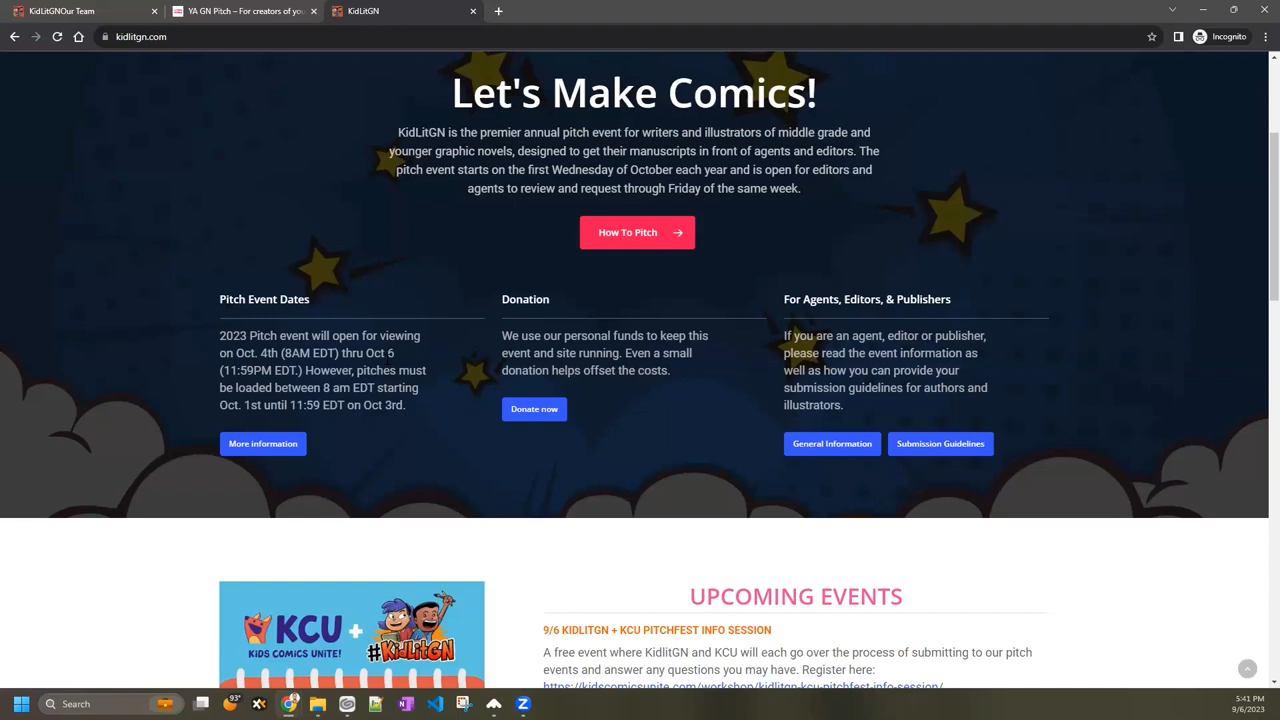 KidLitGNOur Team
YA GN Pitch – For creators of you
KidLitGN
kidlitgn.com
Incognito
Let's Make Comics!
KidLitGN is the premier annual pitch event for writers and illustrators of middle grade and
younger graphic novels, designed to get their manuscripts in front of agents and editors. The
pitch event starts on the first Wednesday of October each year and is open for editors and
agents to review and request through Friday of the same week.
How To Pitch
Pitch Event Dates
2023 Pitch event will open for viewing
on Oct. 4th (8AM EDT) thru Oct 6
(11:59PM EDT.) However, pitches must
be loaded between 8 am EDT starting
Oct. 1st until 11:59 EDT on Oct 3rd.
More information
Donation
We use our personal funds to keep this
event and site running. Even a small
donation helps offset the costs.
Donate now
For Agents, Editors, & Publishers
If you are an agent, editor or publisher,
please read the event information as
well as how you can provide your
submission guidelines for authors and
illustrators.
General Information
Submission Guidelines
KCU
KIDS COMICS UNITE!
+
#KidlitGN
UPCOMING EVENTS
9/6 KIDLITGN + KCU PITCHFEST INFO SESSION
A free event where KidlitGN and KCU will each go over the process of submitting to our pitch
events and answer any questions you may have. Register here:
https://kidscomicsunite.com/workshop/kidlitgn-kcu-pitchfest-info-session/
Search
93°
5:41 PM
9/6/2023